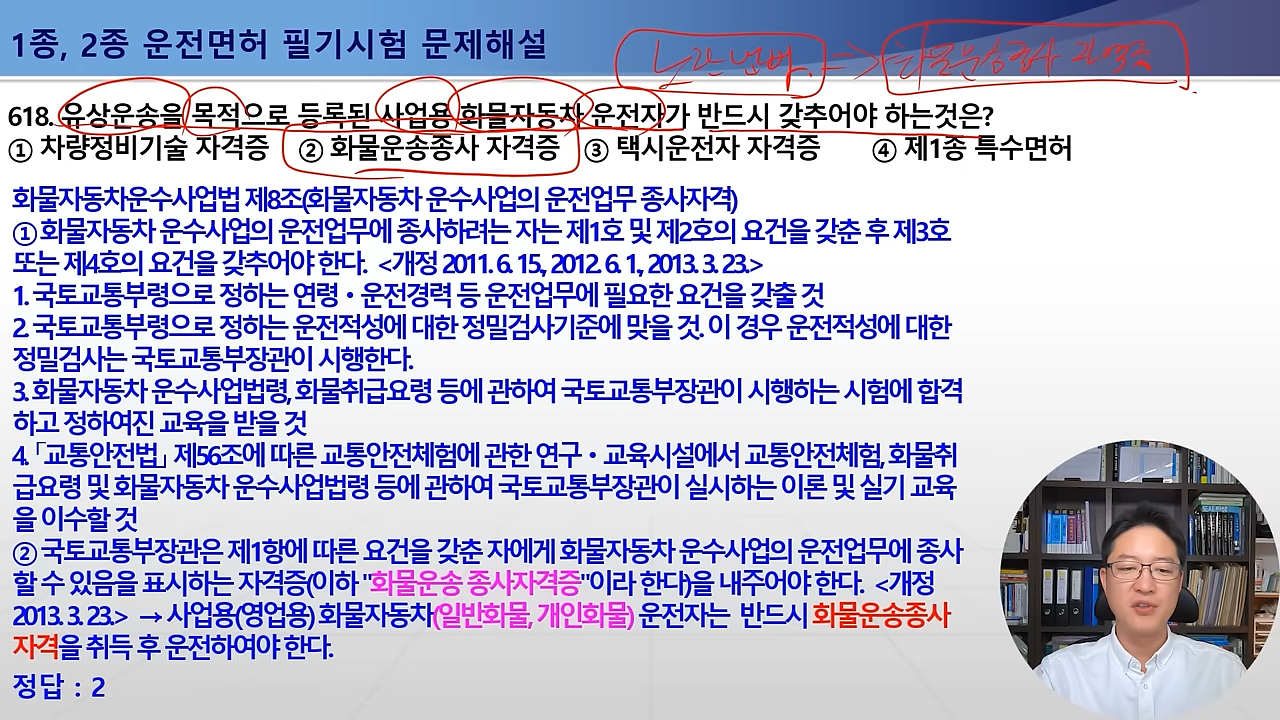 1종, 2종 운전면허 필기시험 문제해설
618. 유상운송을 목적으로 등록된 사업용 화물자동차 운전자가 반드시 갖추어야 하는것은?
① 차량정비기술 자격증 ② 화물운송종사 자격증 ③ 택시운전자 자격증 ④ 제1종 특수면허
화물자동차운수사업법 제8조(화물자동차 운수사업의 운전업무 종사자격)
① 화물자동차 운수사업의 운전업무에 종사하려는 자는 제1호 및 제2호의 요건을 갖춘 후 제3호
또는 제4호의 요건을 갖추어야 한다. <개정 2011. 6. 15., 2012. 6. 1., 2013. 3. 23.>
1. 국토교통부령으로 정하는 연령·운전경력 등 운전업무에 필요한 요건을 갖출 것
2. 국토교통부령으로 정하는 운전적성에 대한 정밀검사기준에 맞을 것. 이 경우 운전적성에 대한
정밀검사는 국토교통부장관이 시행한다.
3. 화물자동차 운수사업법령, 화물취급요령 등에 관하여 국토교통부장관이 시행하는 시험에 합격
하고 정하여진 교육을 받을 것
4. 「교통안전법」 제56조에 따른 교통안전체험에 관한 연구·교육시설에서 교통안전체험, 화물취
급요령 및 화물자동차 운수사업법령 등에 관하여 국토교통부장관이 실시하는 이론 및 실기 교육
을 이수할 것
② 국토교통부장관은 제1항에 따른 요건을 갖춘 자에게 화물자동차 운수사업의 운전업무에 종사
할 수 있음을 표시하는 자격증(이하 "화물운송 종사자격증"이라 한다)을 내주어야 한다. <개정
2013. 3. 23.> → 사업용(영업용) 화물자동차(일반화물, 개인화물) 운전자는 반드시 화물운송종사
자격을 취득 후 운전하여야 한다.
정답 : 2